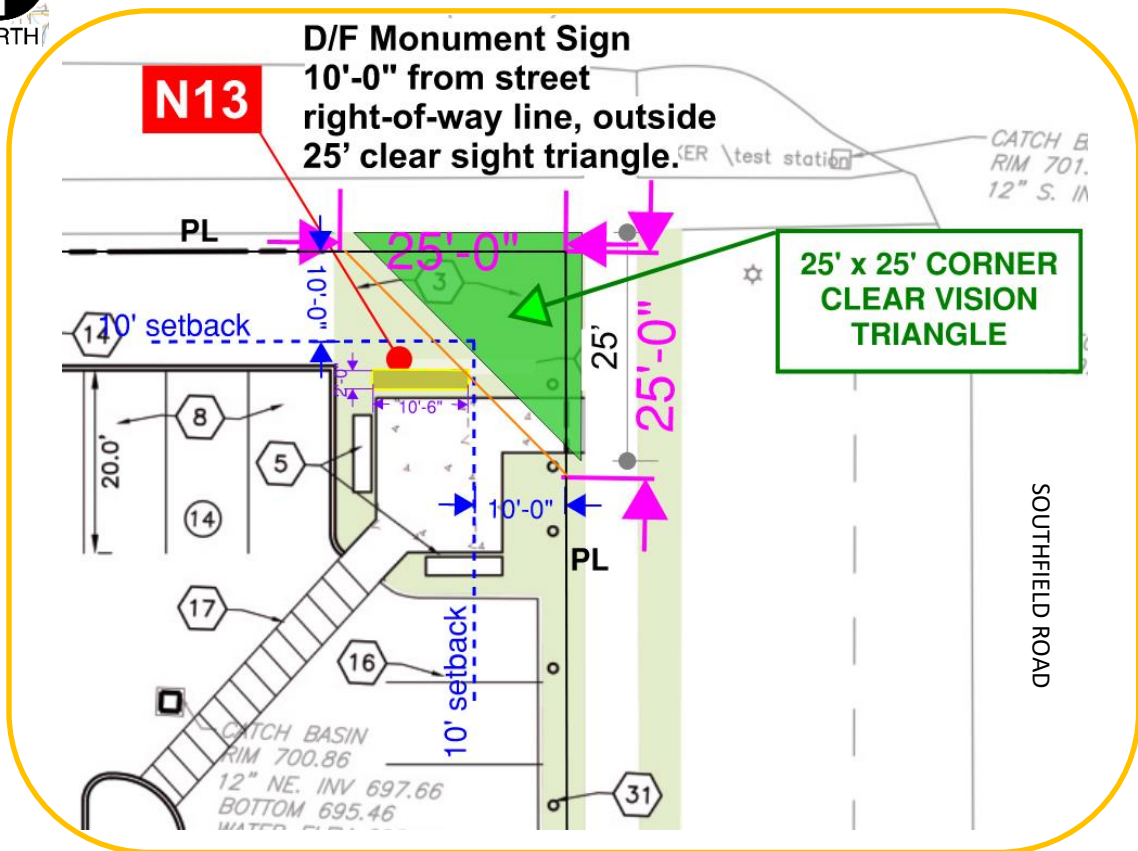 D/F Monument Sign
10'-0" from street
right-of-way line, outside
25’ clear sight triangle.
N13
\test station
CATCH
RIM 701.
12" S.
PL
25'-0"
3
25' x 25' CORNER
CLEAR VISION
TRIANGLE
10'-0"
14
10' setback
25'
25'-0"
2'-0"
10'-6"
8
20.0'
5
14
10'-0"
PL
SOUTHFIELD ROAD
17
16
10' setback
CATCH BASIN
RIM 700.86
12" NE. INV 697.66
BOTTOM 695.46
31